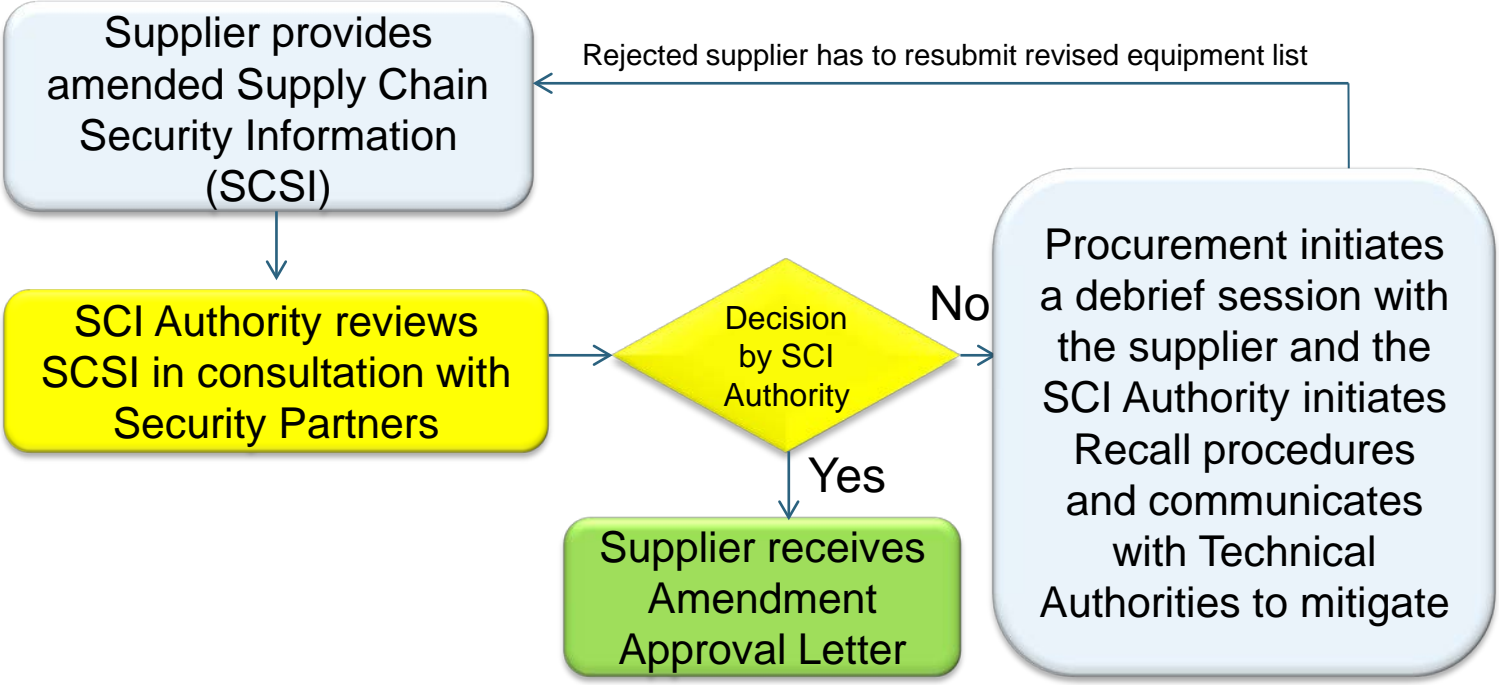 Supplier provides
amended Supply Chain
Security Information
(SCSI)
Rejected supplier has to resubmit revised equipment list
SCI Authority reviews
SCSI in consultation with
Security Partners
Decision
by SCI
Authority
No
Yes
Supplier receives
Amendment
Approval Letter
Procurement initiates
a debrief session with
the supplier and the
SCI Authority initiates
Recall procedures
and communicates
with Technical
Authorities to mitigate